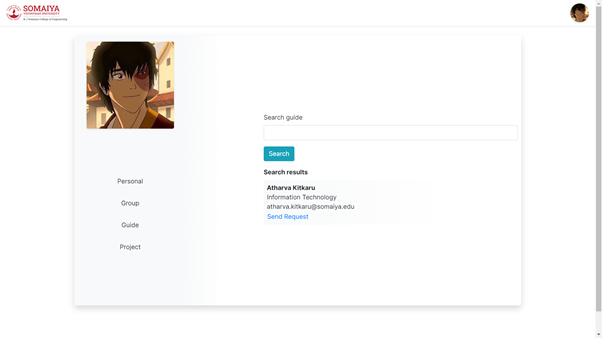 SOMAIYA
VIDYAVIHAR UNIVERSITY
K J Somaiya College of Engineering
Search guide
Search
Search results
Atharva Kitkaru
Information Technology
atharva.kitkaru@somaiya.edu
Send Request
Personal
Group
Guide
Project